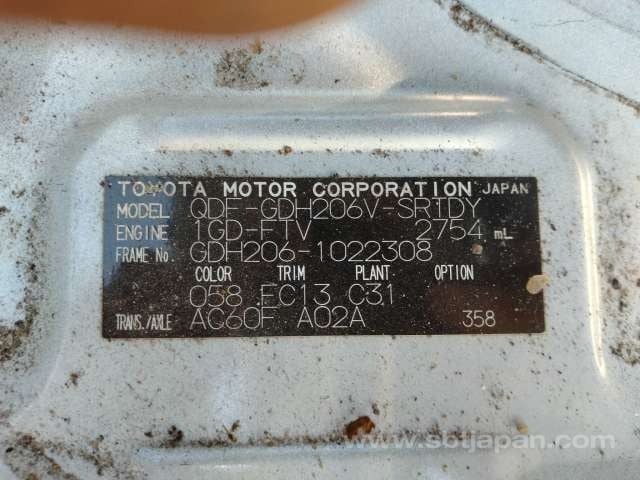 TOYOTA MOTOR CORPORATION JAPAN
MODEL QDF-GDH206V-SRTDY
ENGINE 1GD-FTV 2754 mL
FRAME No. GDH206-1022308
COLOR TRIM PLANT OPTION
058 FC13 C31
TRANS./AXLE AC60F A02A 358
www.sbtjapan.com/